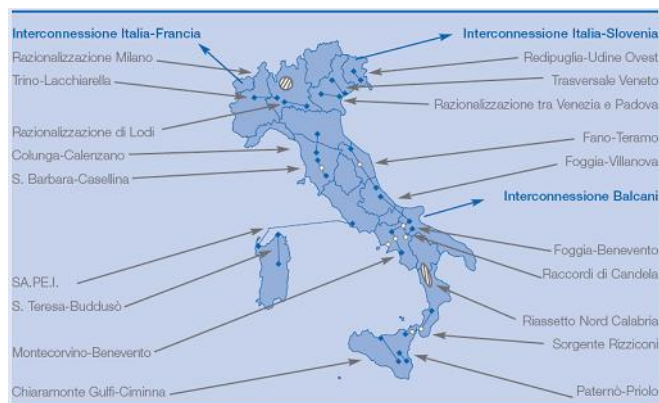 Interconnessione Italia-Francia
Razionalizzazione Milano
Trino-Lacchiarella
Razionalizzazione di Lodi
Colunga-Calenzano
S. Barbara-Casellina
SA.PE.I.
S. Teresa-Buddusò
Montecorvino-Benevento
Chiaramonte Gulfi-Ciminna
Interconnessione Italia-Slovenia
Redipuglia-Udine Ovest
Trasversale Veneto
Razionalizzazione tra Venezia e Padova
Fano-Teramo
Foggia-Villanova
Interconnessione Balcani
Foggia-Benevento
Raccordi di Candela
Riassetto Nord Calabria
Sorgente Rizziconi
Paternò-Priolo